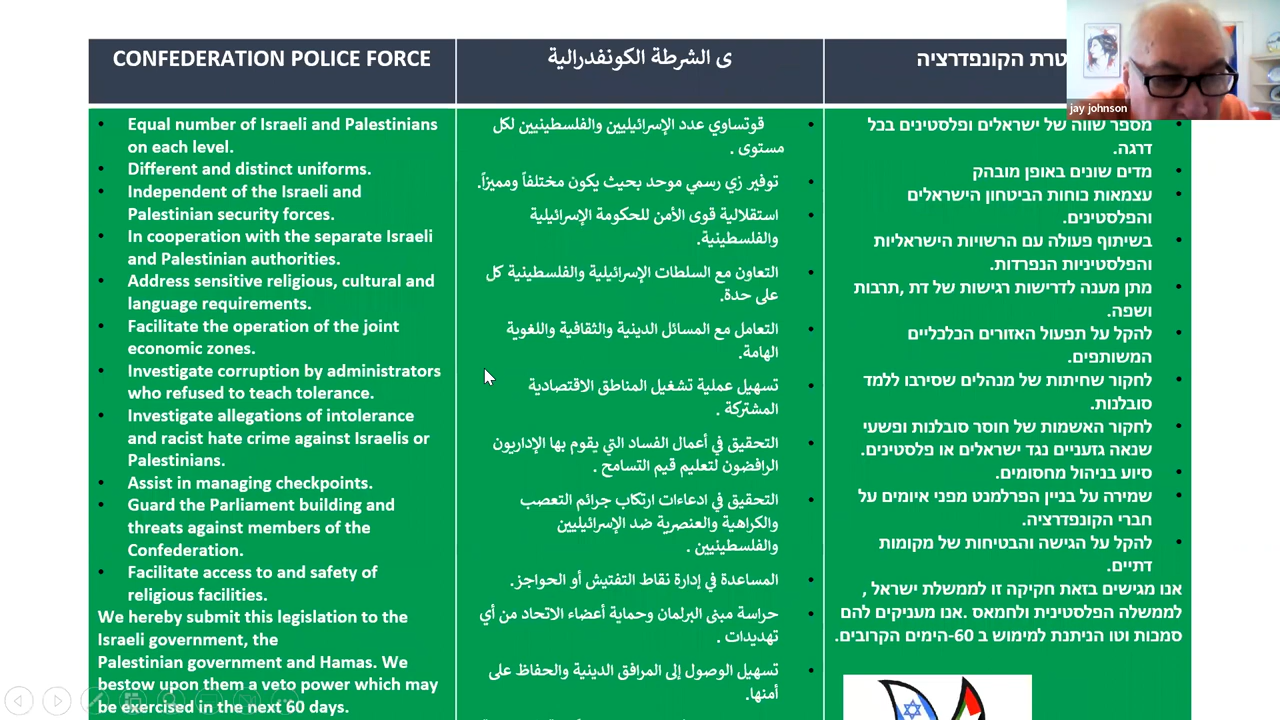 CONFEDERATION POLICE FORCE
Equal number of Israeli and Palestinians
on each level.
Different and distinct uniforms.
Independent of the Israeli and
Palestinian security forces.
In cooperation with the separate Israeli
and Palestinian authorities.
Address sensitive religious, cultural and
language requirements.
Facilitate the operation of the joint
economic zones.
Investigate corruption by administrators
who refused to teach tolerance.
Investigate allegations of intolerance
and racist hate crime against Israelis or
Palestinians.
Assist in managing checkpoints.
Guard the Parliament building and
threats against members of the
Confederation.
Facilitate access to and safety of
religious facilities.
We hereby submit this legislation to the
Israeli government, the
Palestinian government and Hamas. We
bestow upon them a veto power which may
be exercised in the next 60 days.
ى الشرطة الكونفدرالية
قوتساوي عدد الإسرائيليين والفلسطينيين لكل
مستوى .
توفير زي رسمي موحد بحيث يكون مختلفاً ومميزاً.
استقلالية قوى الأمن للحكومة الإسرائيلية
والفلسطينية.
التعاون مع السلطات الإسرائيلية والفلسطينية كل
على حدة.
التعامل مع المسائل الدينية والثقافية واللغوية
الهامة.
تسهيل عملية تشغيل المناطق الاقتصادية
المشتركة .
التحقيق في أعمال الفساد التي يقوم بها الإداريون
الرافضون لتعليم قيم التسامح .
التحقيق في ادعاءات ارتكاب جرائم التعصب
والكراهية والعنصرية ضد الإسرائيليين
والفلسطينيين .
المساعدة في إدارة نقاط التفتيش أو الحواجز.
حراسة مبنى البرلمان وحماية أعضاء الاتحاد من أي
تهديدات .
تسهيل الوصول إلى المرافق الدينية والحفاظ على
أمنها.
טרת הקונפדרציה
מספר שווה של ישראלים ופלסטינים בכל
דרגה.
מדים שונים באופן מובהק
עצמאות כוחות הביטחון הישראלים
והפלסטינים.
בשיתוף פעולה עם הרשויות הישראליות
והפלסטיניות הנפרדות.
מתן מענה לדרישות רגישות של דת ,תרבות
ושפה.
להקל על תפעול האזורים הכלכליים
המשותפים.
לחקור שחיתות של מנהלים שסירבו ללמד
סובלנות.
לחקור האשמות של חוסר סובלנות ופשעי
שנאה גזעניים נגד ישראלים או פלסטינים.
סיוע בניהול מחסומים.
שמירה על בניין הפרלמנט מפני איומים על
חברי הקונפדרציה.
להקל על הגישה והבטיחות של מקומות
דתיים.
אנו מגישים בזאת חקיקה זו לממשלת ישראל ,
לממשלה הפלסטינית ולחמאס .אנו מעניקים להם
סמכות וטו הניתנת למימוש ב 60-הימים הקרובים.
jay johnson